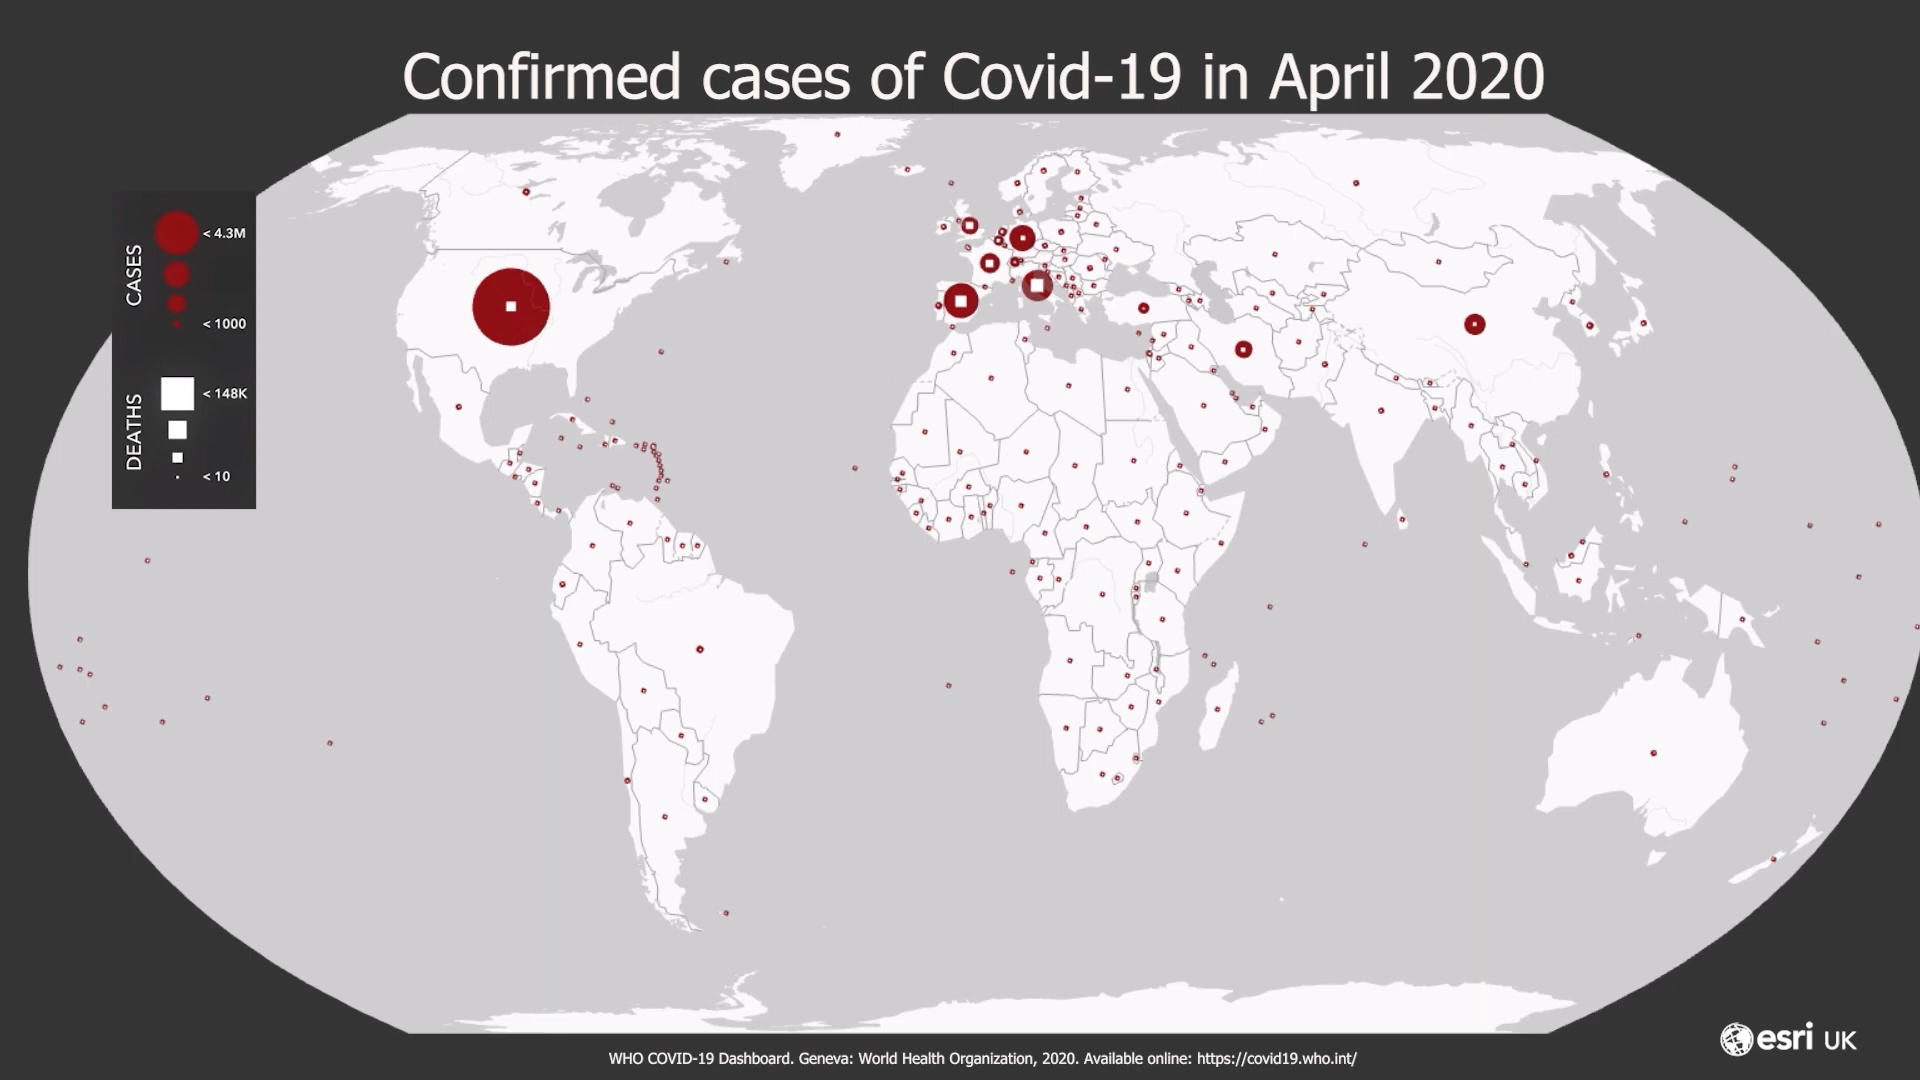 Confirmed cases of Covid-19 in April 2020
CASES
< 4.3M
< 1000
DEATHS
< 148K
< 10
esri UK
WHO COVID-19 Dashboard. Geneva: World Health Organization, 2020. Available online: https://covid19.who.int/